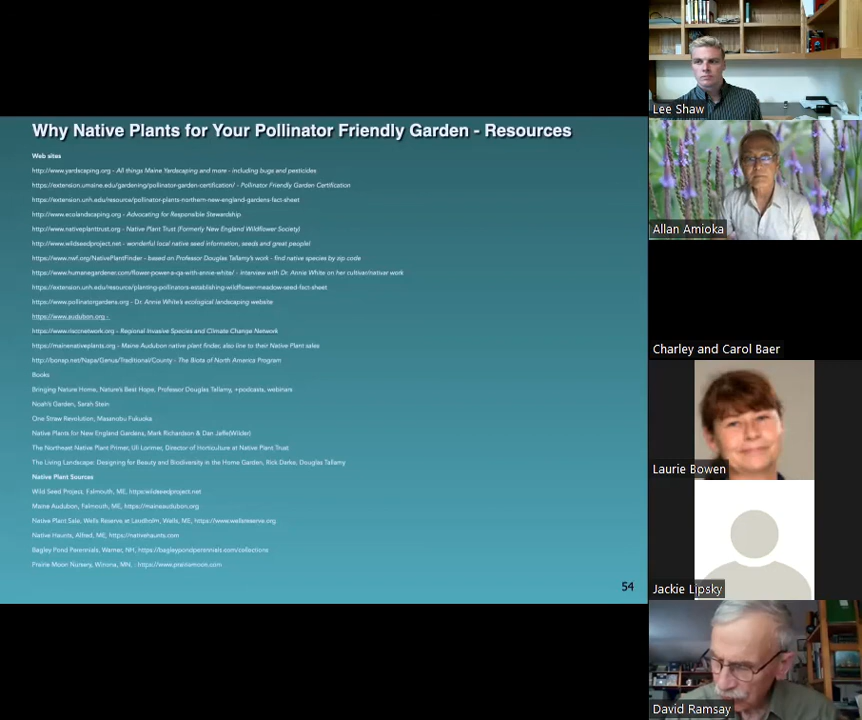 Why Native Plants for Your Pollinator Friendly Garden - Resources
Web sites
http://www.yardscaping.org - All things Maine Yardscaping and more - including bugs and pesticides
https://extension.umaine.edu/gardening/pollinator-garden-certification/ - Pollinator Friendly Garden Certification
https://extension.unh.edu/resource/pollinator-plants-northern-new-england-gardens-fact-sheet
http://www.ecolandscaping.org - Advocating for Responsible Stewardship
http://www.nativeplanttrust.org - Native Plant Trust (Formerly New England Wildflower Society)
http://www.wildseedproject.net - wonderful local native seed information, seeds and great people!
https://www.nwf.org/NativePlantFinder - based on Professor Douglas Tallamy's work - find native species by zip code
https://www.humanegardener.com/flower-power-a-qa-with-annie-white/ - interview with Dr. Annie White on her cultivar/nativar work
https://extension.unh.edu/resource/planting-pollinators-establishing-wildflower-meadow-seed-fact-sheet
https://www.pollinatorgardens.org - Dr. Annie White's ecological landscaping website
https://www.audubon.org -
https://www.risccnetwork.org - Regional Invasive Species and Climate Change Network
https://mainenativeplants.org - Maine Audubon native plant finder, also line to their Native Plant sales
http://bonap.net/Napa/Genus/Traditional/County - The Biota of North America Program
Books
Bringing Nature Home, Nature's Best Hope, Professor Douglas Tallamy, +podcasts, webinars
Noah's Garden, Sarah Stein
One Straw Revolution, Masanobu Fukuoka
Native Plants for New England Gardens, Mark Richardson & Dan Jaffe(Wilder)
The Northeast Native Plant Primer, Uli Lorimer, Director of Horticulture at Native Plant Trust
The Living Landscape: Designing for Beauty and Biodiversity in the Home Garden, Rick Darke, Douglas Tallamy
Native Plant Sources
Wild Seed Project, Falmouth, ME, https:wildseedproject.net
Maine Audubon, Falmouth, ME, https://maineaudubon.org
Native Plant Sale, Wells Reserve at Laudholm, Wells, ME, https://www.wellsreserve.org
Native Haunts, Alfred, ME, https://nativehaunts.com
Bagley Pond Perennials, Warner, NH, https://bagleypondperennials.com/collections
Prairie Moon Nursery, Winona, MN, - https://www.prairiemoon.com
54
Lee Shaw
Allan Amioka
Charley and Carol Baer
Laurie Bowen
Jackie Lipsky
David Ramsay